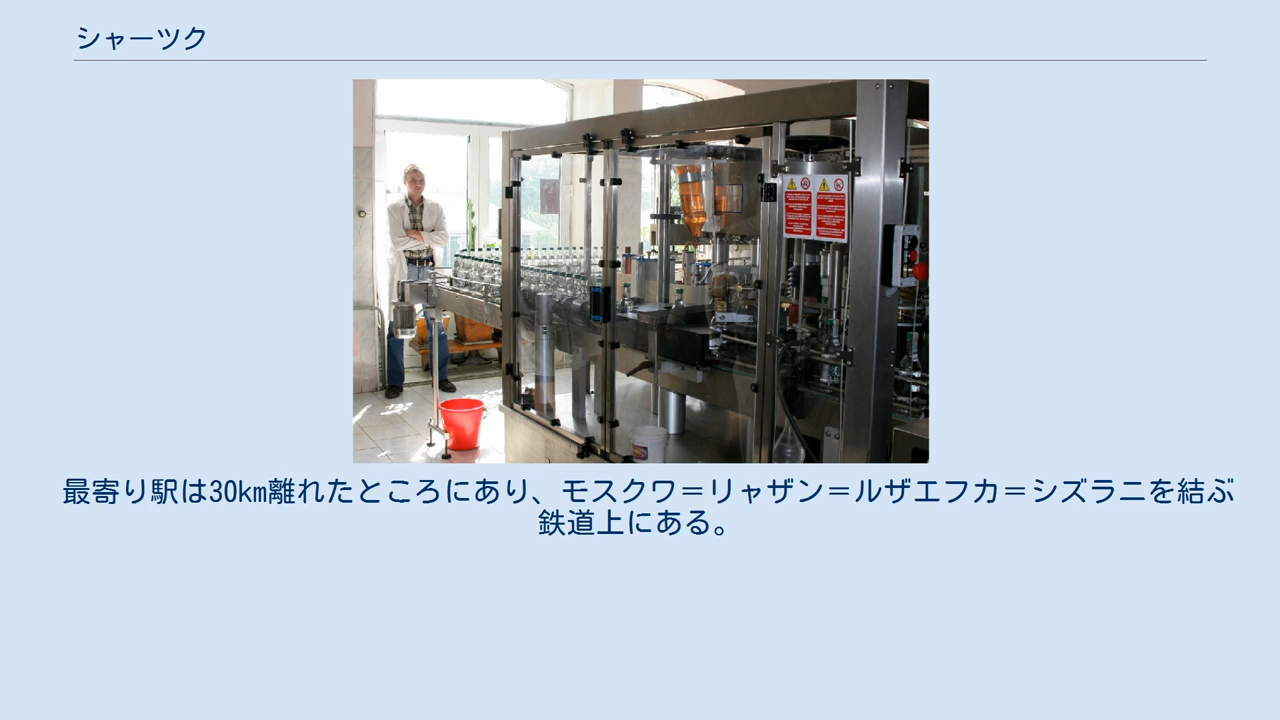 シャーツク
最寄り駅は30km離れたところにあり、モスクワ＝リャザン＝ルザエフカ＝シズラニを結ぶ
鉄道上にある。